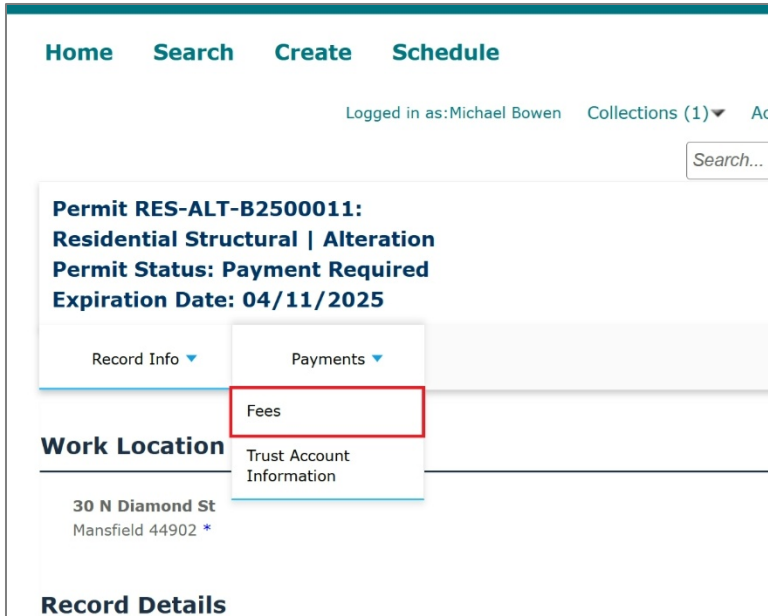 Home Search Create Schedule
Logged in as:Michael Bowen Collections (1)
Search...
Permit RES-ALT-B2500011:
Residential Structural | Alteration
Permit Status: Payment Required
Expiration Date: 04/11/2025
Record Info Payments
Fees
Trust Account
Information
Work Location
30 N Diamond St
Mansfield 44902 *
Record Details